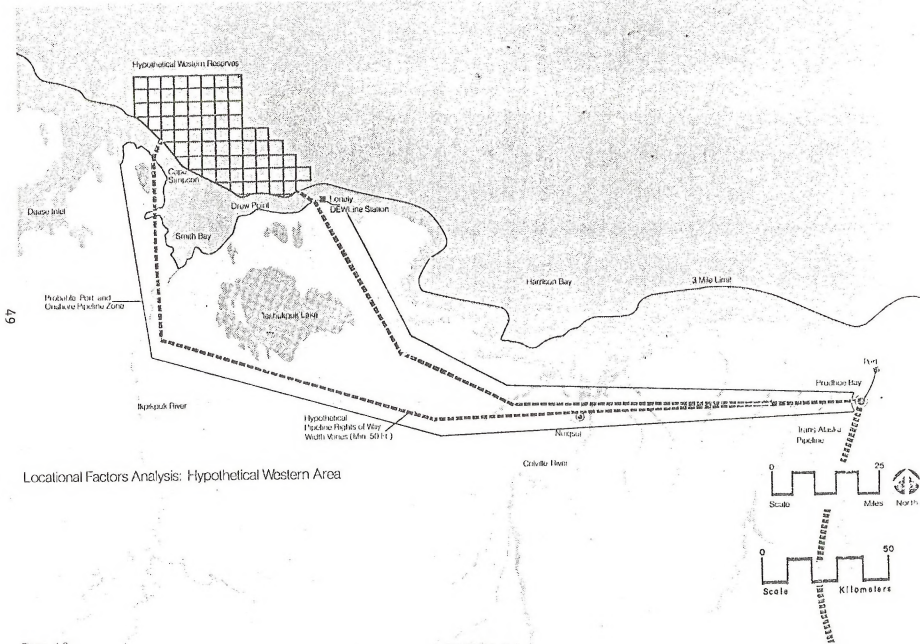 Hypothetical Western Reserves
Cape
Simpson
Dease Inlet
Drew Point
Lonely
DEWLine Station
Smith Bay
Harrison Bay
3 Mile Limit
Probable Port and
Onshore Pipeline Zone
49
Lake
Port
Prudhoe Bay
Ikpikpuk River
Hypothetical
Pipeline Rights of Way
Width Varies (Min. 50 Ft.)
Nuiqsut
Trans Alaska
Pipeline
Colville River
Locational Factors Analysis: Hypothetical Western Area
0 25
Scale Miles North
0 50
Scale Kilometers